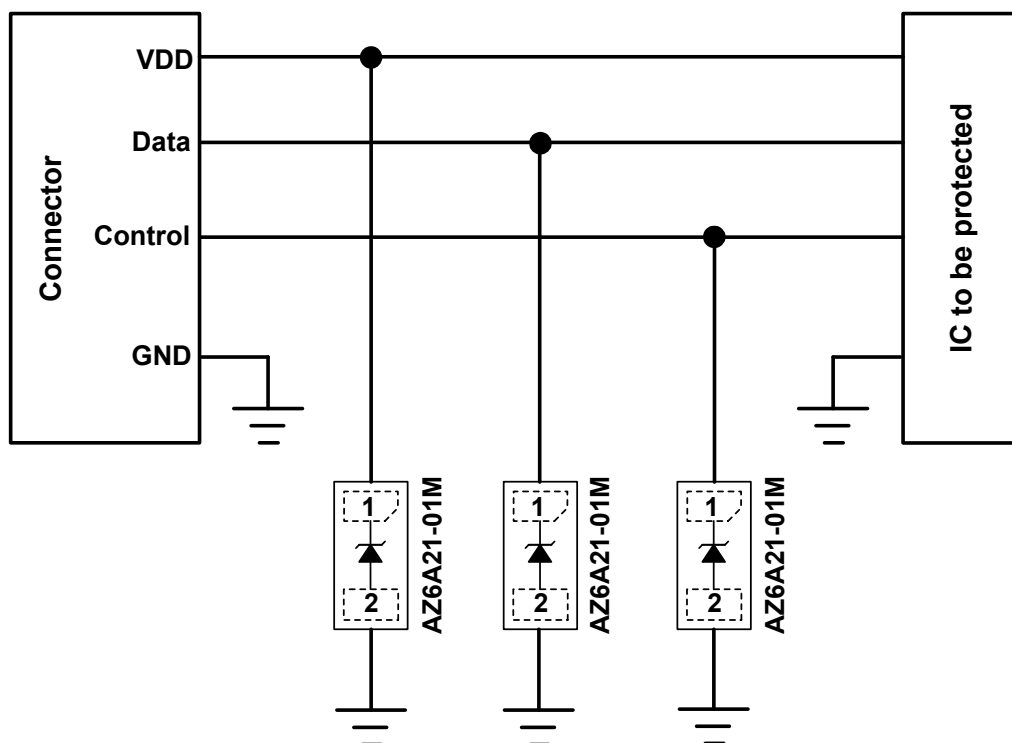 Connector
VDD
Data
Control
GND
IC to be protected
1
2
AZ6A21-01M
1
2
AZ6A21-01M
1
2
AZ6A21-01M